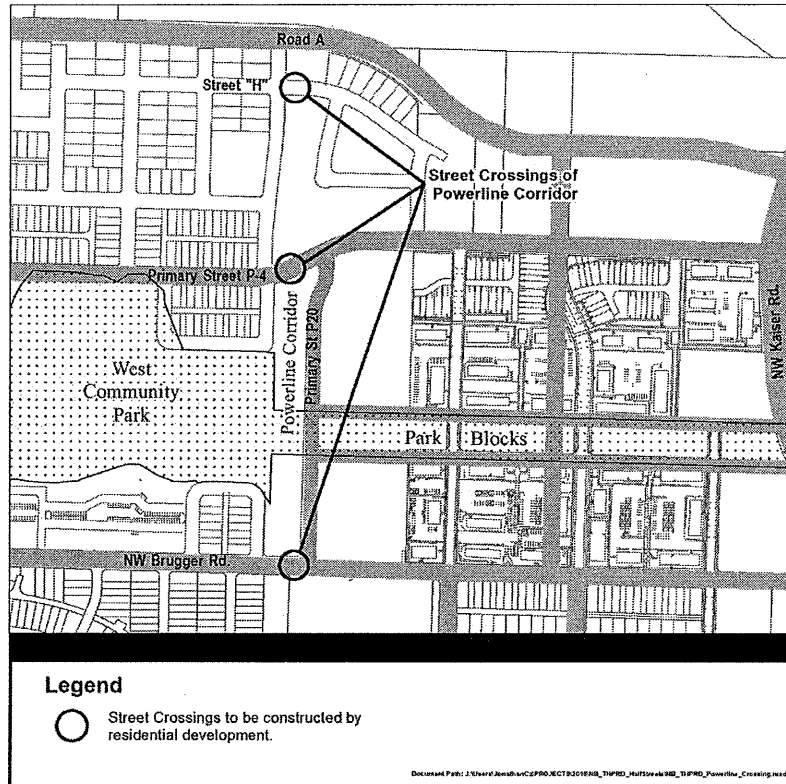 Road A
Street "H"
Street Crossings of
Powerline Corridor
Primary Street P-4
Powerline Corridor
Primary St P20
NW Kaiser Rd.
West
Community
Park
Park Blocks
NW Brugger Rd.
Legend
Street Crossings to be constructed by
residential development.